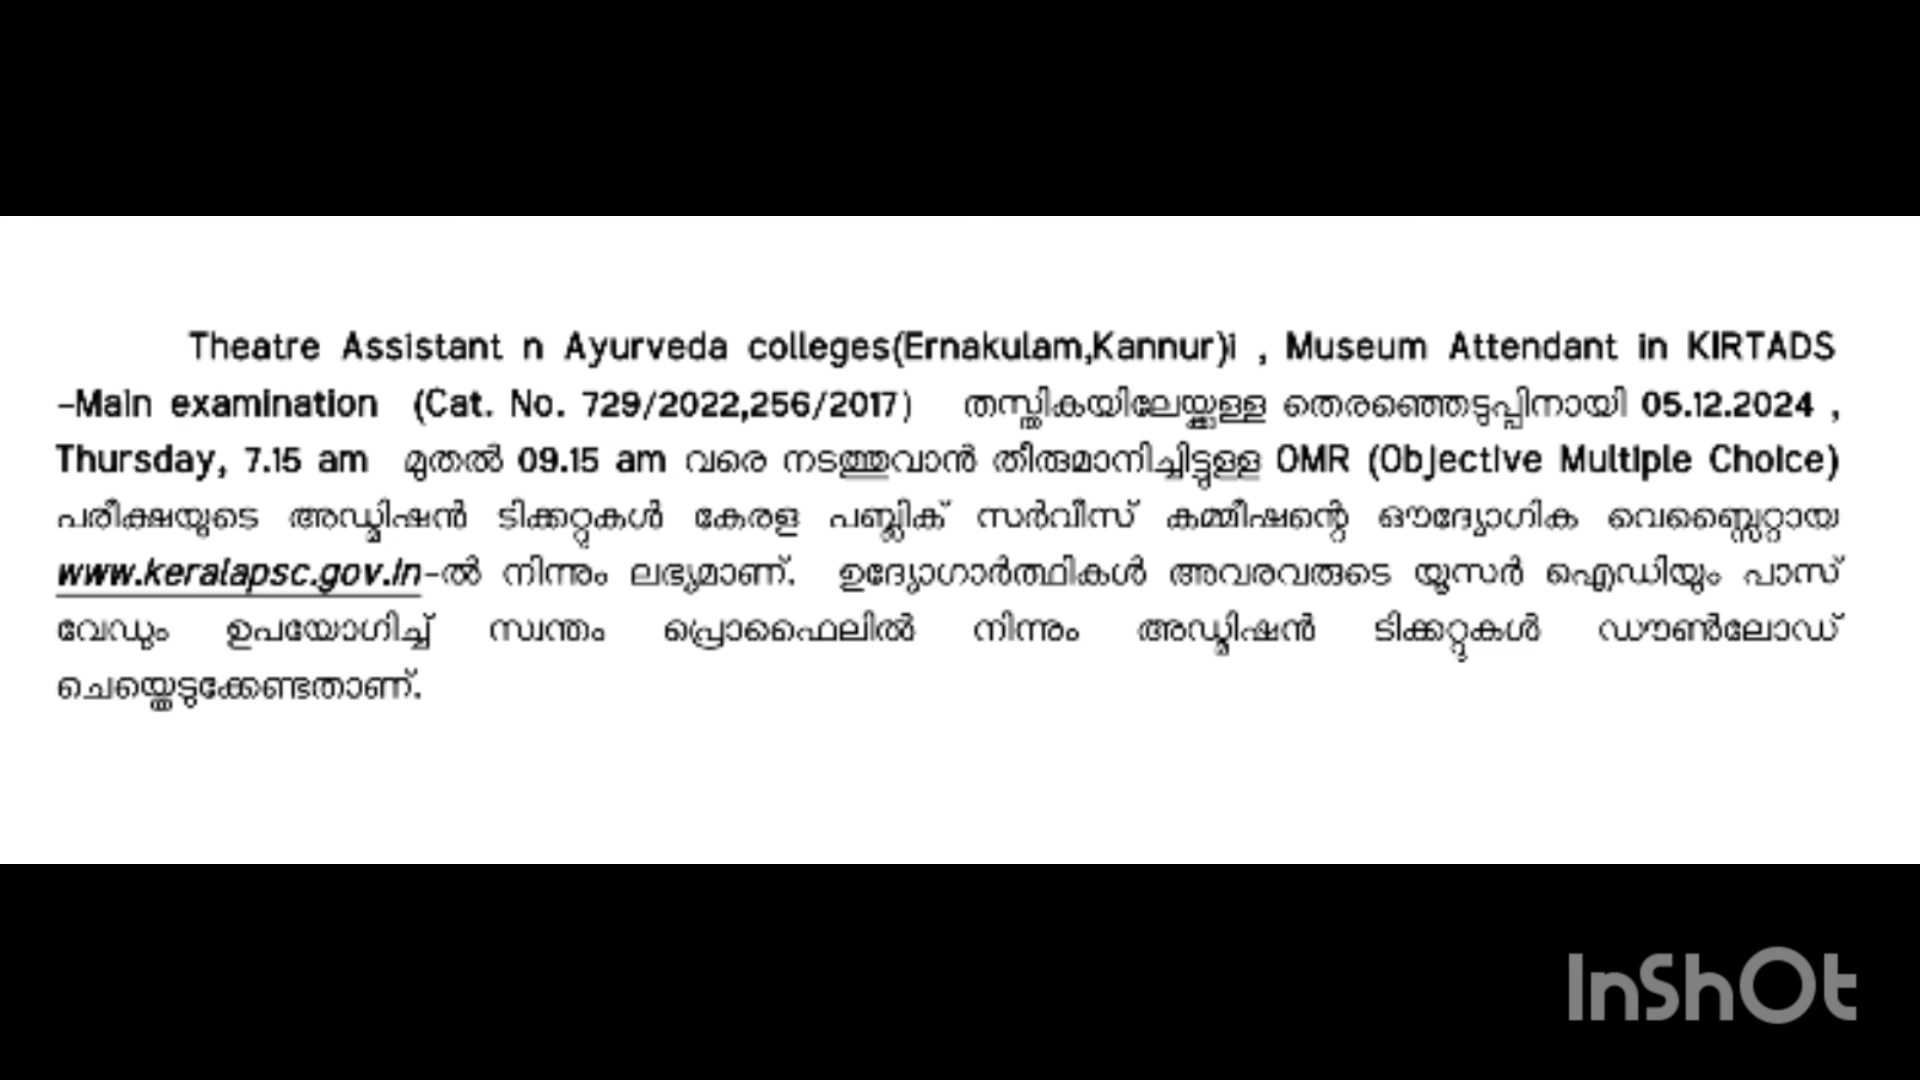 Theatre Assistant n Ayurveda colleges(Ernakulam,Kannur)i , Museum Attendant in KIRTADS
-Main examination (Cat. No. 729/2022,256/2017) തസ്തികയിലേയ്ക്കുള്ള തെരഞ്ഞെടുപ്പിനായി 05.12.2024 ,
Thursday, 7.15 am മുതൽ 09.15 am വരെ നടത്തുവാൻ തീരുമാനിച്ചിട്ടുള്ള OMR (Objective Multiple Choice)
പരീക്ഷയുടെ അഡ്മിഷൻ ടിക്കറ്റുകൾ കേരള പബ്ലിക് സർവീസ് കമ്മീഷന്റെ ഔദ്യോഗിക വെബ്സൈറ്റായ
www.keralapsc.gov.in-ൽ നിന്നും ലഭ്യമാണ്. ഉദ്യോഗാർത്ഥികൾ അവരവരുടെ യൂസർ ഐഡിയും പാസ്
വേഡും ഉപയോഗിച്ച് സ്വന്തം പ്രൊഫൈലിൽ നിന്നും അഡ്മിഷൻ ടിക്കറ്റുകൾ ഡൗൺലോഡ്
ചെയ്തെടുക്കേണ്ടതാണ്.
InShOt